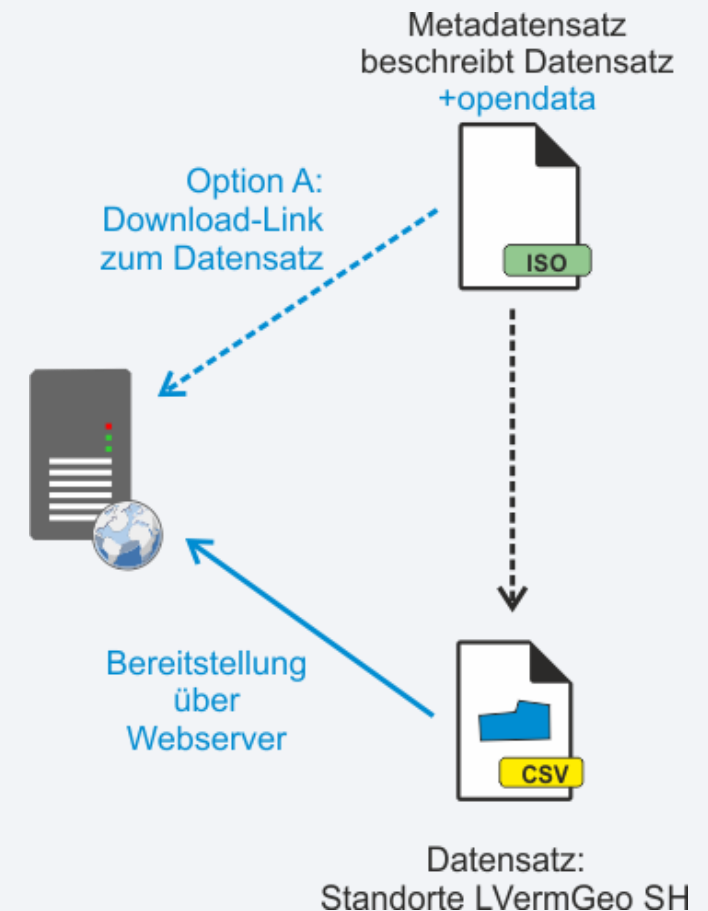 Metadatensatz
beschreibt Datensatz
+opendata
Option A:
Download-Link
zum Datensatz
ISO
Bereitstellung
über
Webserver
CSV
Datensatz:
Standorte LVermGeo SH